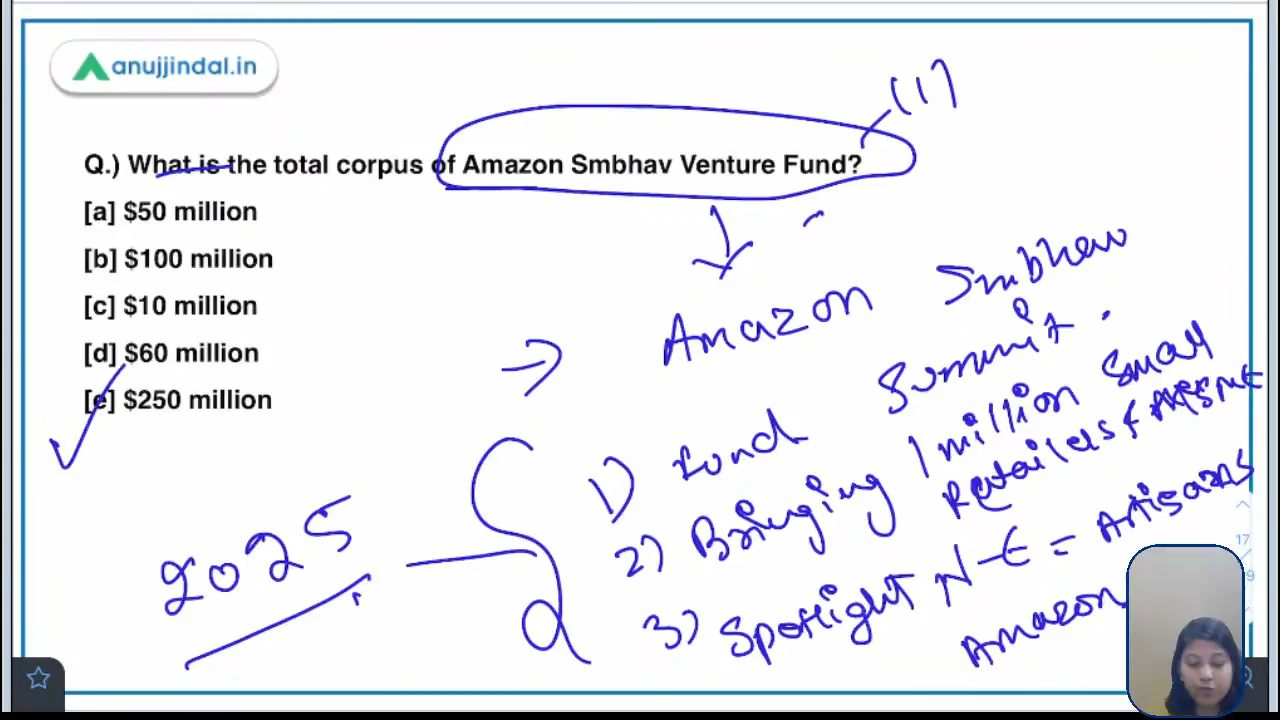 anujjindal.in
Q.) What is the total corpus of Amazon Smbhav Venture Fund?
[a] $50 million
[b] $100 million
[c] $10 million
[d] $60 million
[e] $250 million
(1)
Amazon Smbhav
Summit
1) Fund
2) Bringing 1 million small
Retailers &
3) Spotlight N-E = Artisans
Amazon
2025
17